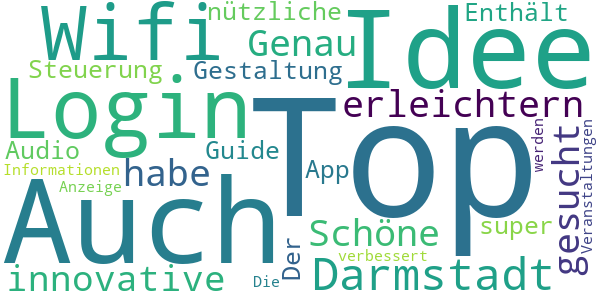 nützliche
Enthält
Wifi
Idee
Genau
Steuerung
Gestaltung
Login
erleichtern
Top
Audio
Guide
Informationen
habe
App
Anzeige
Auch
gesucht
werden
Veranstaltungen
Schöne
super
Der
verbessert
innovative
Die
Darmstadt